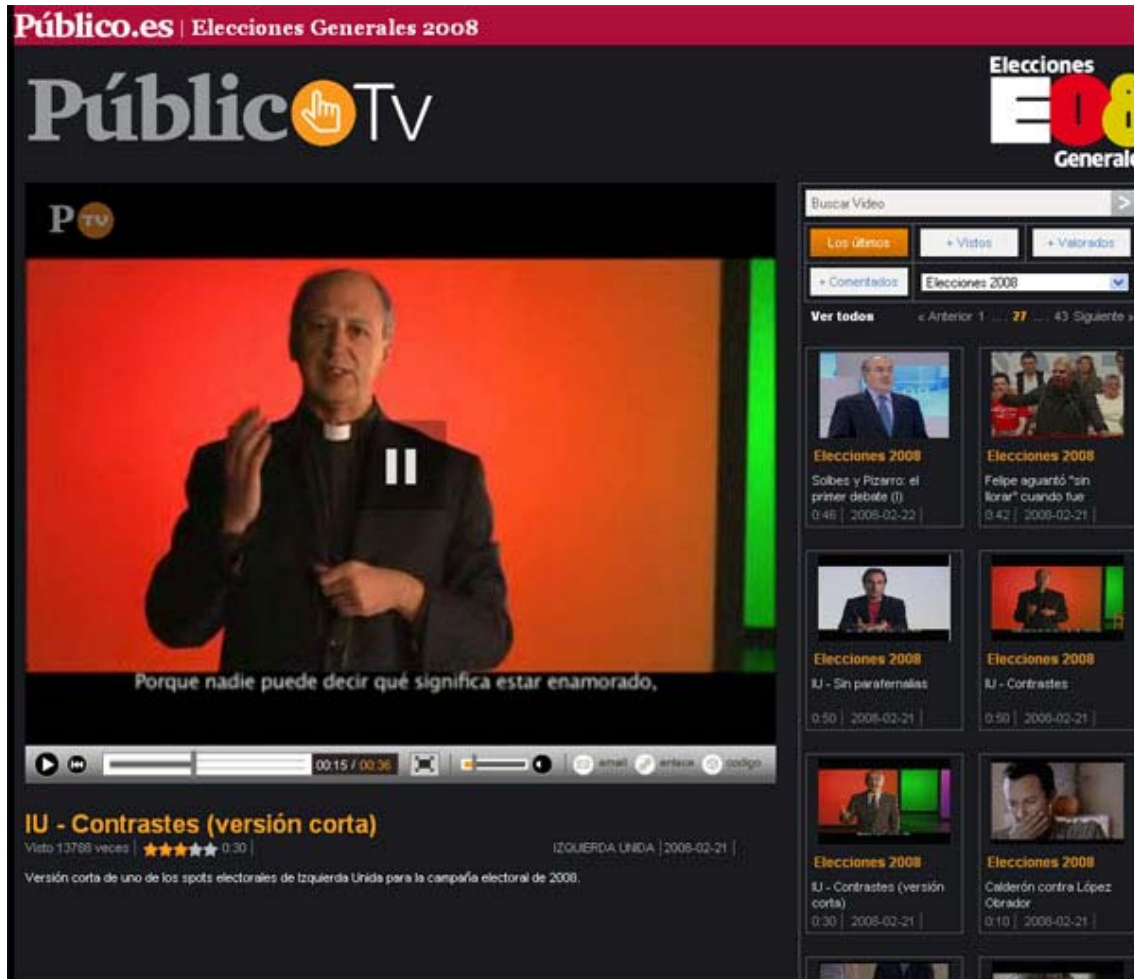 Público.es | Elecciones Generales 2008
Público Tv
Elecciones
E08
Generale
P TV
Buscar Video
Los últimos
+ Vistos
+ Valorados
+ Comentados
Elecciones 2008
Ver todos
« Anterior 1 ... 27 ... 43 Siguiente »
Elecciones 2008
Solbes y Pizarro: el
primer debate (I)
0:46 | 2008-02-22 |
Elecciones 2008
Felipe aguantó "sin
llorar" cuando fue
0:42 | 2008-02-21 |
Elecciones 2008
IU - Sin parafernalias
0:50 | 2008-02-21 |
Elecciones 2008
IU - Contrastes
0:50 | 2008-02-21 |
Elecciones 2008
IU - Contrastes (versión
corta)
0:30 | 2008-02-21 |
Elecciones 2008
Calderón contra López
Obrador
0:10 | 2008-02-21 |
Porque nadie puede decir qué significa estar enamorado,
00:15 / 00:36
email
enlace
codigo
IU - Contrastes (versión corta)
Visto 13788 veces | 0:30 |
IZQUIERDA UNIDA | 2008-02-21 |
Versión corta de uno de los spots electorales de Izquierda Unida para la campaña electoral de 2008.